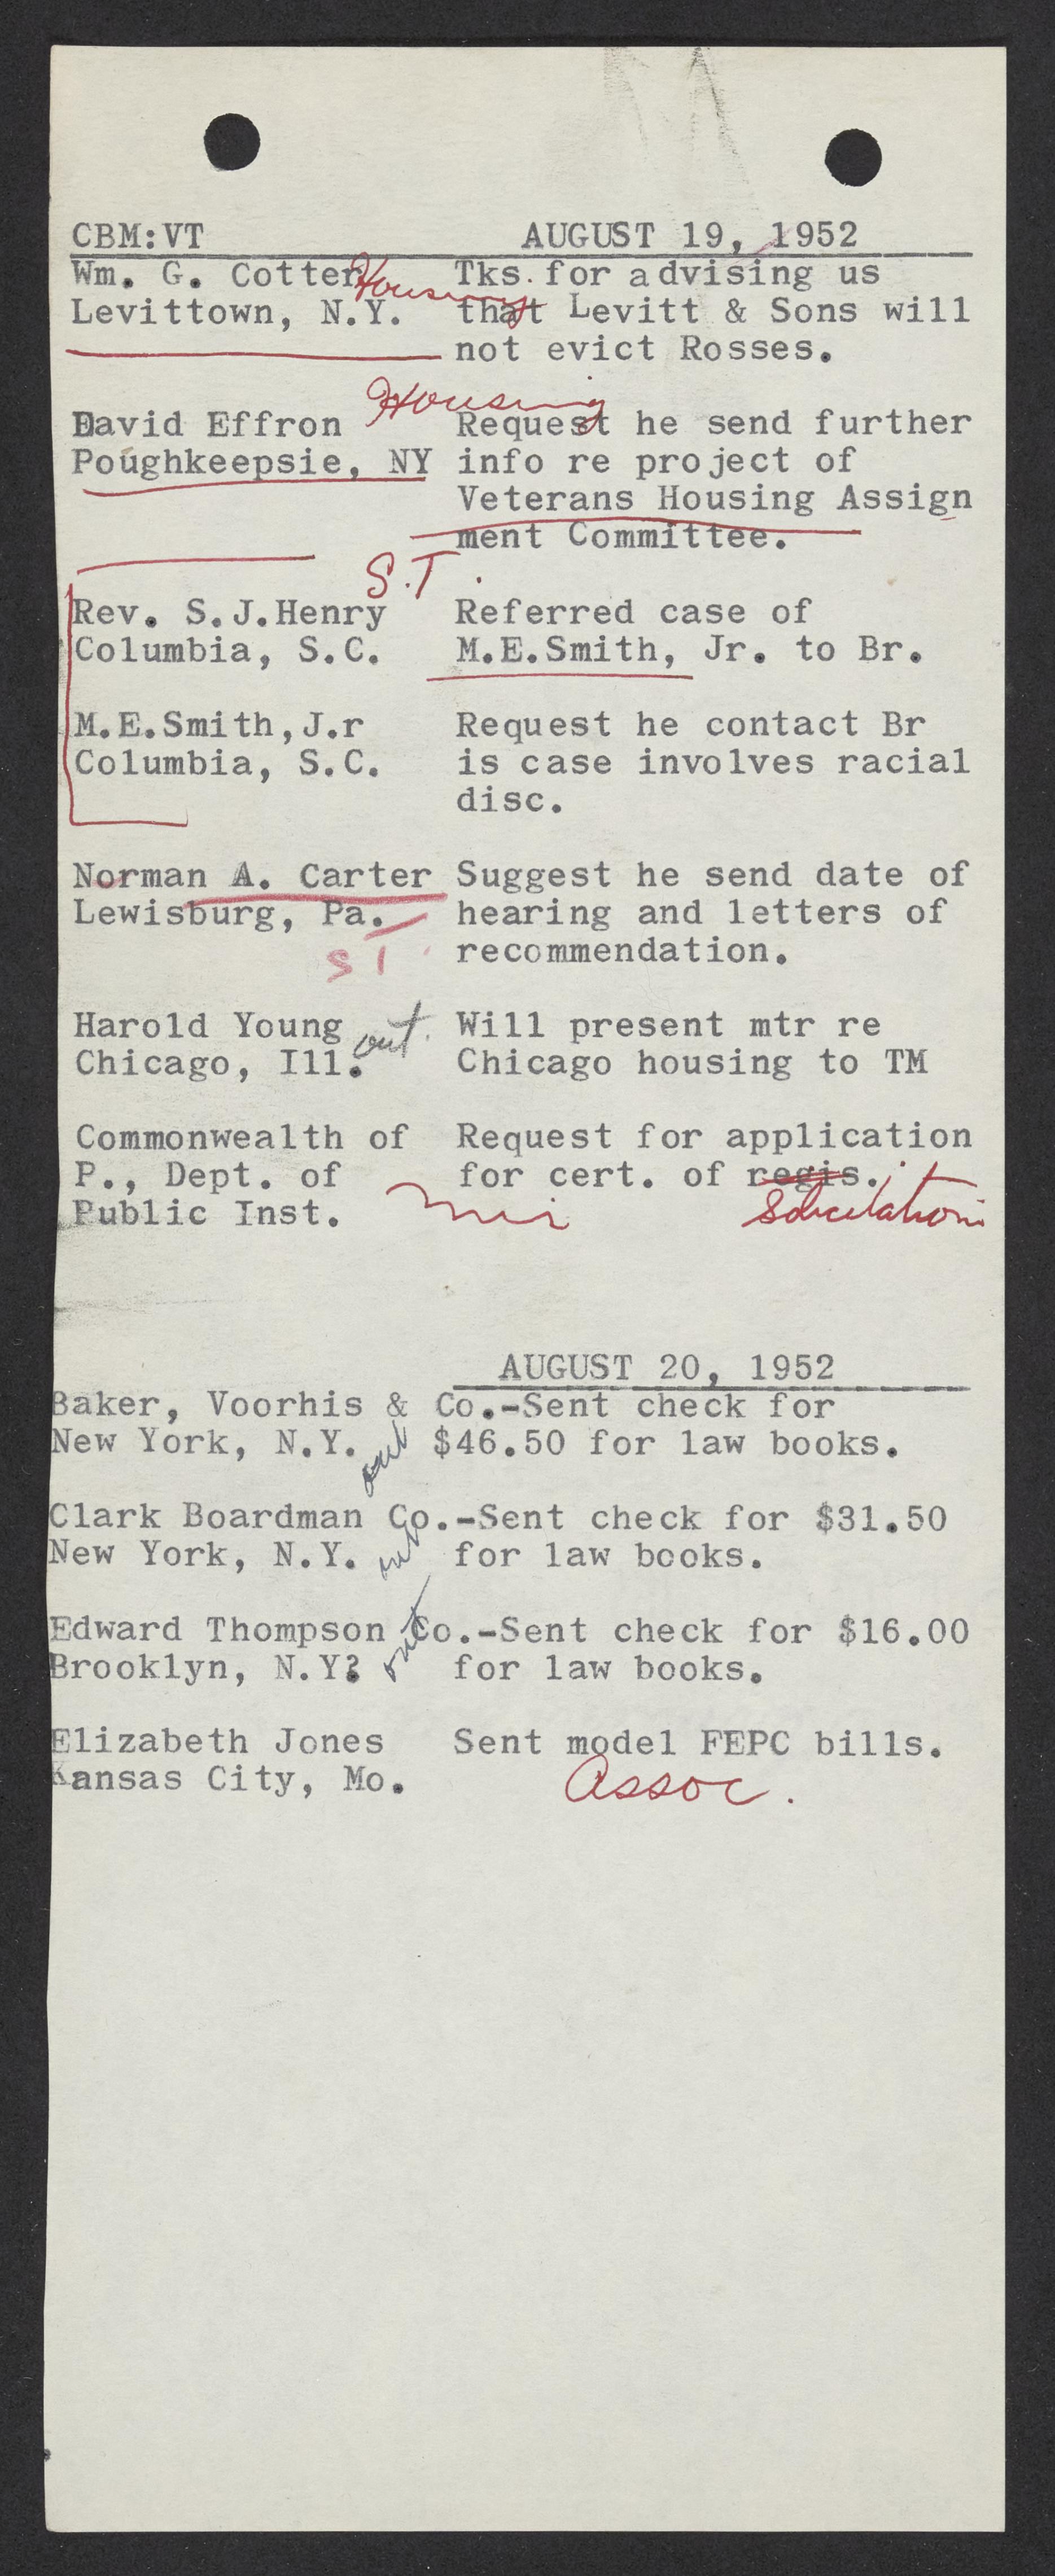 CBM:VT AUGUST 19, 1952
Wm. G. Cotter Housing Tks. for advising us
Levittown, N.Y. that Levitt & Sons will
not evict Rosses.
Housing
David Effron Request he send further
Poughkeepsie, NY info re project of
Veterans Housing Assign
ment Committee.
S.T.
Rev. S.J.Henry Referred case of
Columbia, S.C. M.E.Smith, Jr. to Br.
M.E.Smith,J.r Request he contact Br
Columbia, S.C. is case involves racial
disc.
Norman A. Carter Suggest he send date of
Lewisburg, Pa. hearing and letters of
ST recommendation.
Harold Young out. Will present mtr re
Chicago, Ill. Chicago housing to TM
Commonwealth of Request for application
P., Dept. of for cert. of regis.
Public Inst. Solicitation
AUGUST 20, 1952
Baker, Voorhis & Co.-Sent check for
New York, N.Y. out $46.50 for law books.
Clark Boardman Co.-Sent check for $31.50
New York, N.Y. out for law books.
Edward Thompson Co.-Sent check for $16.00
Brooklyn, N.Y? out for law books.
Elizabeth Jones Sent model FEPC bills.
Kansas City, Mo. Assoc.